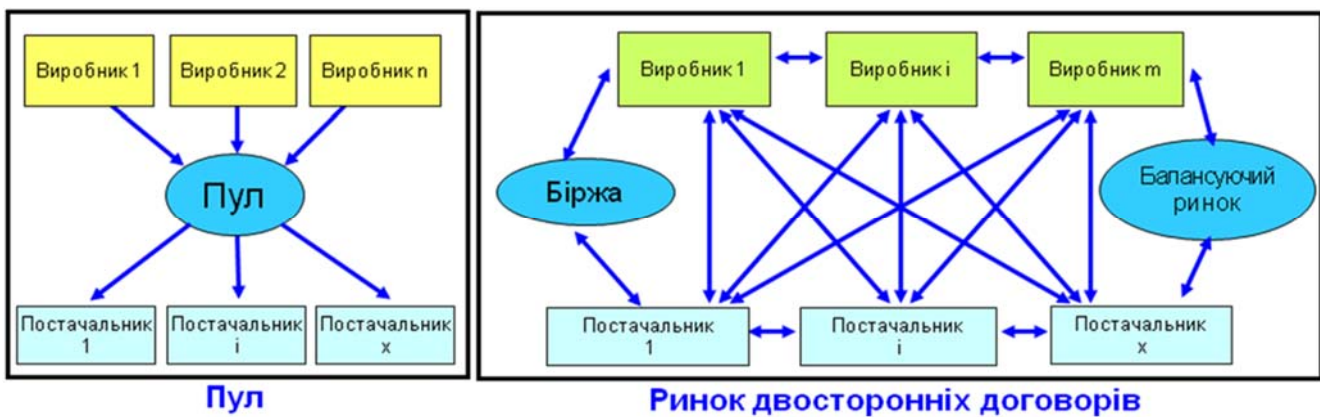 Виробник 1
Виробник 2
Виробник n
Пул
Постачальник
1
Постачальник
i
Постачальник
x
Пул
Виробник 1
Виробник i
Виробник m
Біржа
Балансуючий
ринок
Постачальник
1
Постачальник
i
Постачальник
x
Ринок двосторонніх договорів